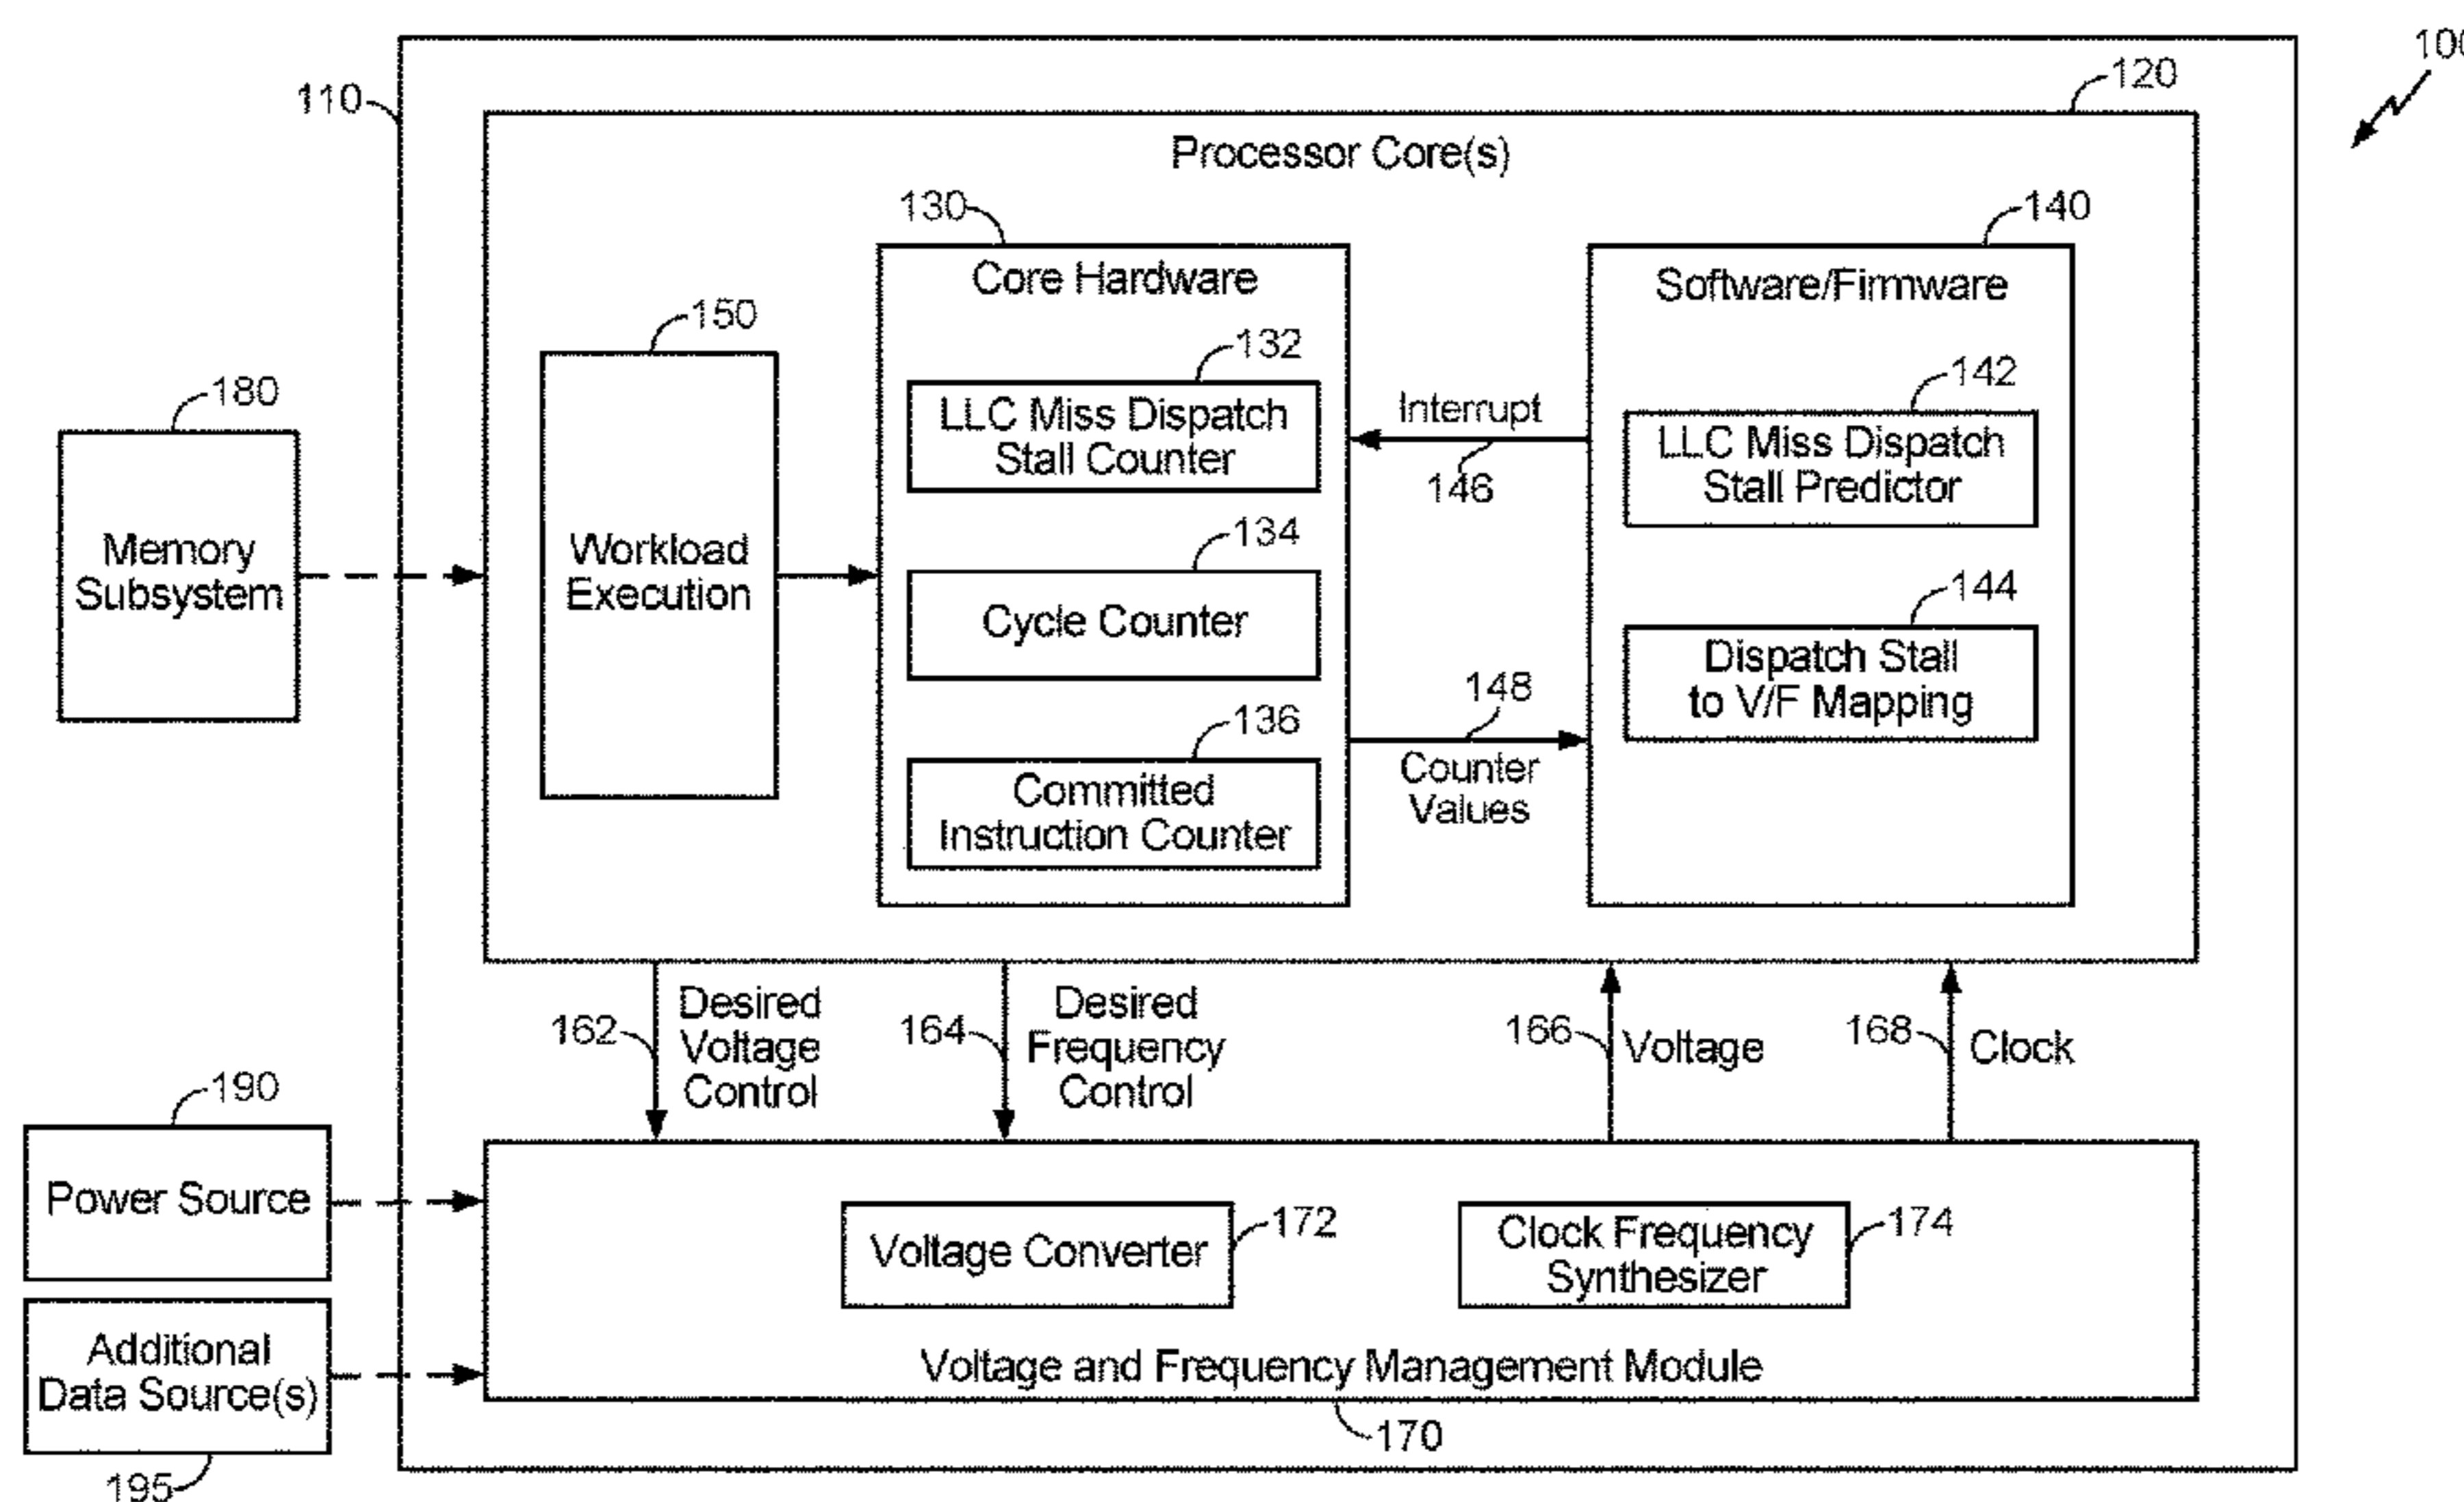 100
110
120
Processor Core(s)
130
140
Core Hardware
Software/Firmware
150
132
180
LLC Miss Dispatch
Stall Counter
Interrupt
146
142
LLC Miss Dispatch
Stall Predictor
Memory
Subsystem
Workload
Execution
134
Cycle Counter
144
Dispatch Stall
to V/F Mapping
148
Counter
Values
136
Committed
Instruction Counter
162
Desired
Voltage
Control
164
Desired
Frequency
Control
166
Voltage
168
Clock
190
Power Source
172
Voltage Converter
174
Clock Frequency
Synthesizer
Additional
Data Source(s)
195
Voltage and Frequency Management Module
170